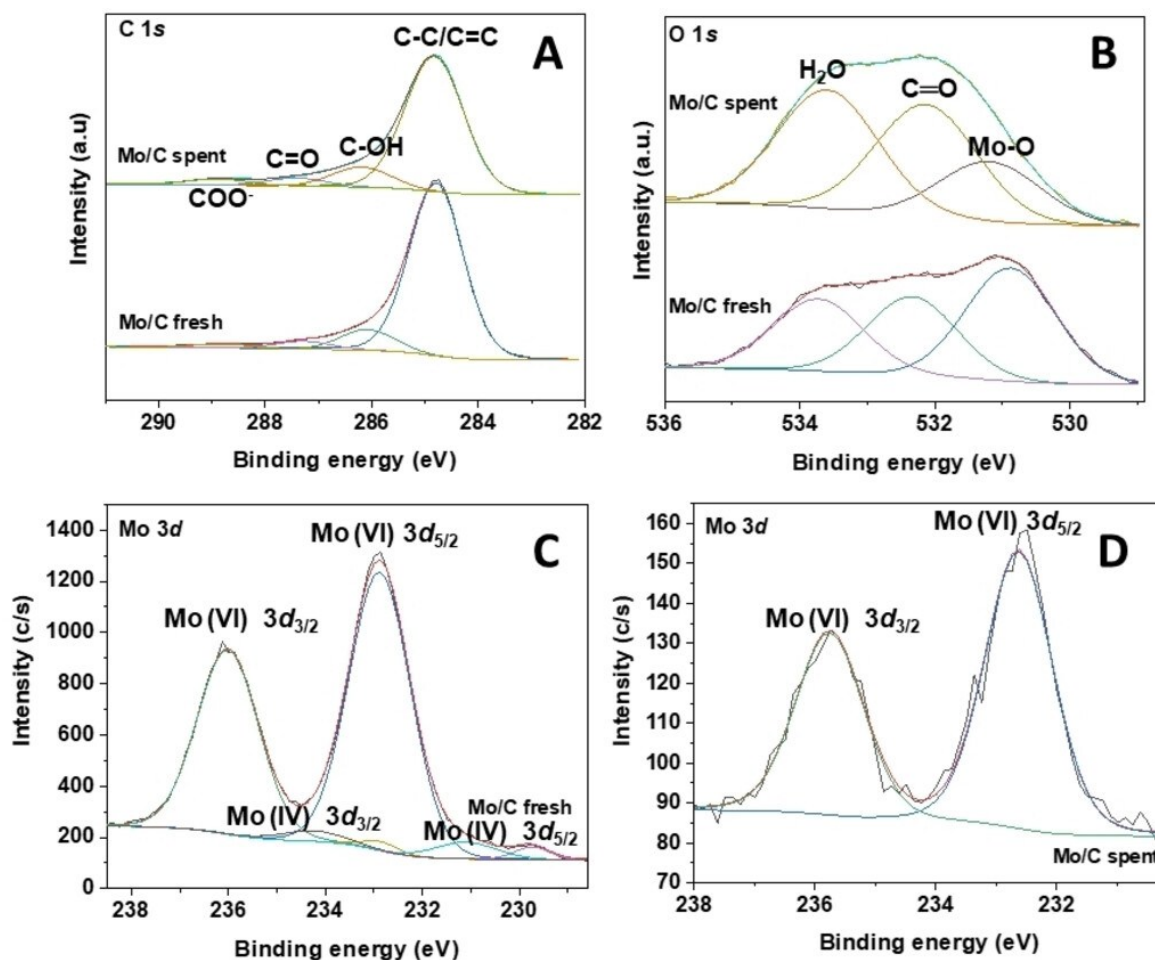 C 1s
C-C/C=C
A
Mo/C spent
C=O
C-OH
COO-
Mo/C fresh
Intensity (a.u)
290
288
286
284
282
Binding energy (eV)
O 1s
B
H₂O
C=O
Mo/C spent
Mo-O
Mo/C fresh
Intensity (a.u.)
536
534
532
530
Binding energy (eV)
Mo 3d
Mo (VI) 3d5/2
C
Mo (VI) 3d3/2
Mo/C fresh
Mo (IV) 3d3/2
Mo (IV) 3d5/2
Intensity (c/s)
1400
1200
1000
800
600
400
200
0
238
236
234
232
230
Binding energy (eV)
Mo 3d
Mo (VI) 3d5/2
D
Mo (VI) 3d3/2
Mo/C spent
Intensity (c/s)
160
150
140
130
120
110
100
90
80
70
238
236
234
232
Binding energy (eV)